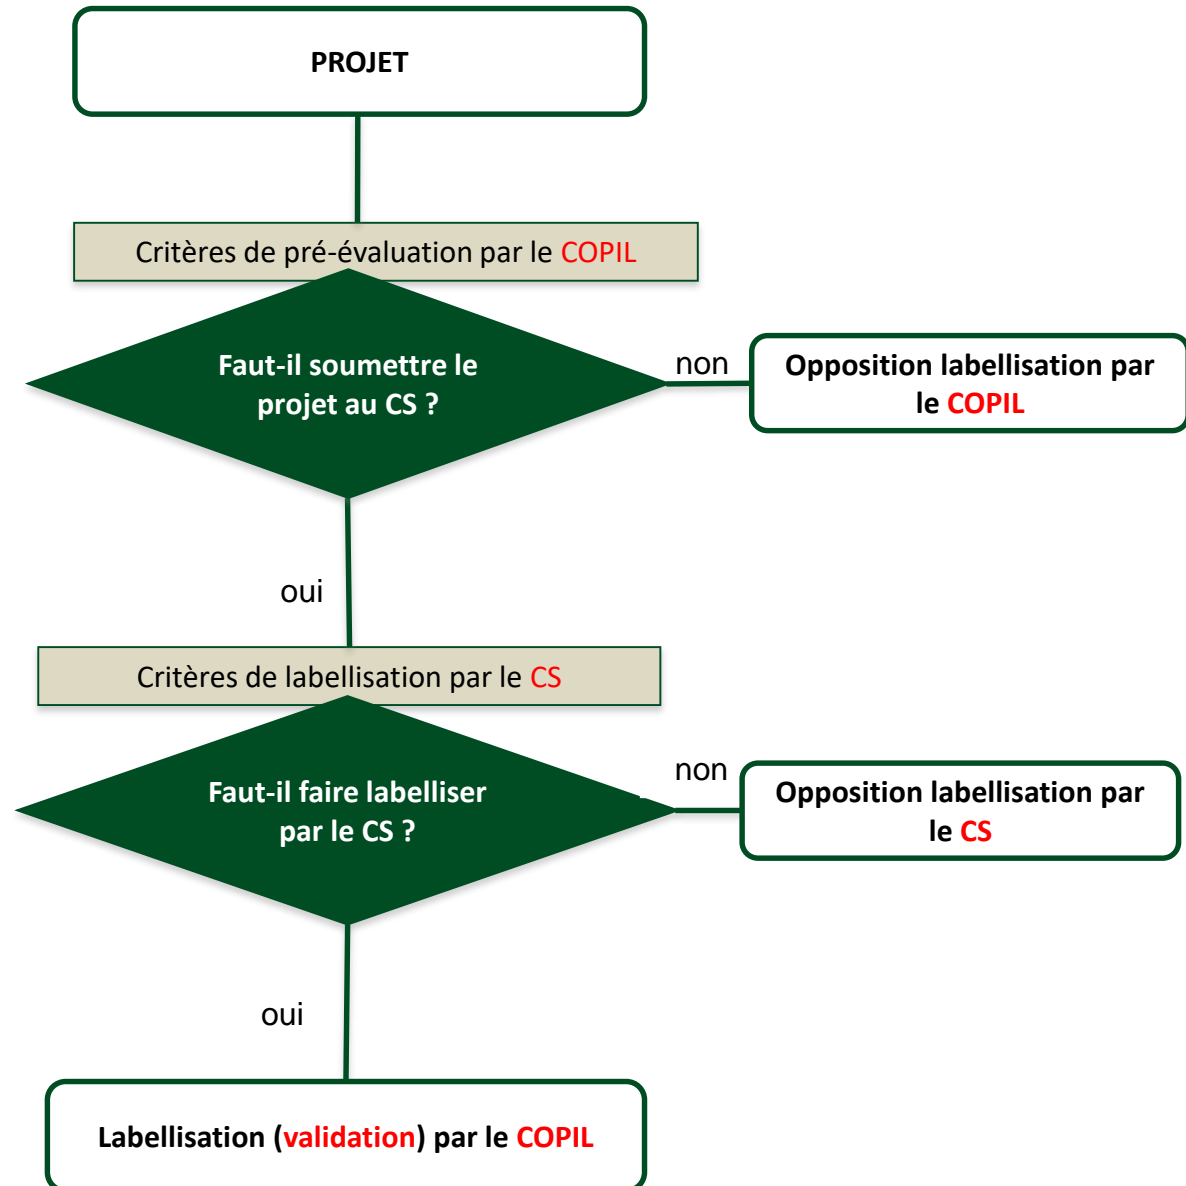 PROJET
Critères de pré-évaluation par le COPIL
Faut-il soumettre le
projet au CS ?
non
Opposition labellisation par
le COPIL
oui
Critères de labellisation par le CS
Faut-il faire labelliser
par le CS ?
non
Opposition labellisation par
le CS
oui
Labellisation (validation) par le COPIL